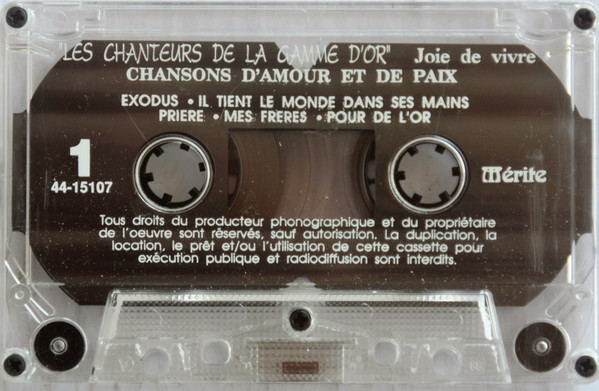 "LES CHANTEURS DE LA GAMME D'OR" Joie de vivre
CHANSONS D'AMOUR ET DE PAIX
EXODUS • IL TIENT LE MONDE DANS SES MAINS
PRIERE • MES FRERES • POUR DE L'OR
1
44-15107
Mérite
Tous droits du producteur phonographique et du propriétaire
de l'oeuvre sont réservés, sauf autorisation. La duplication, la
location, le prêt et/ou l'utilisation de cette cassette pour
exécution publique et radiodiffusion sont interdits.